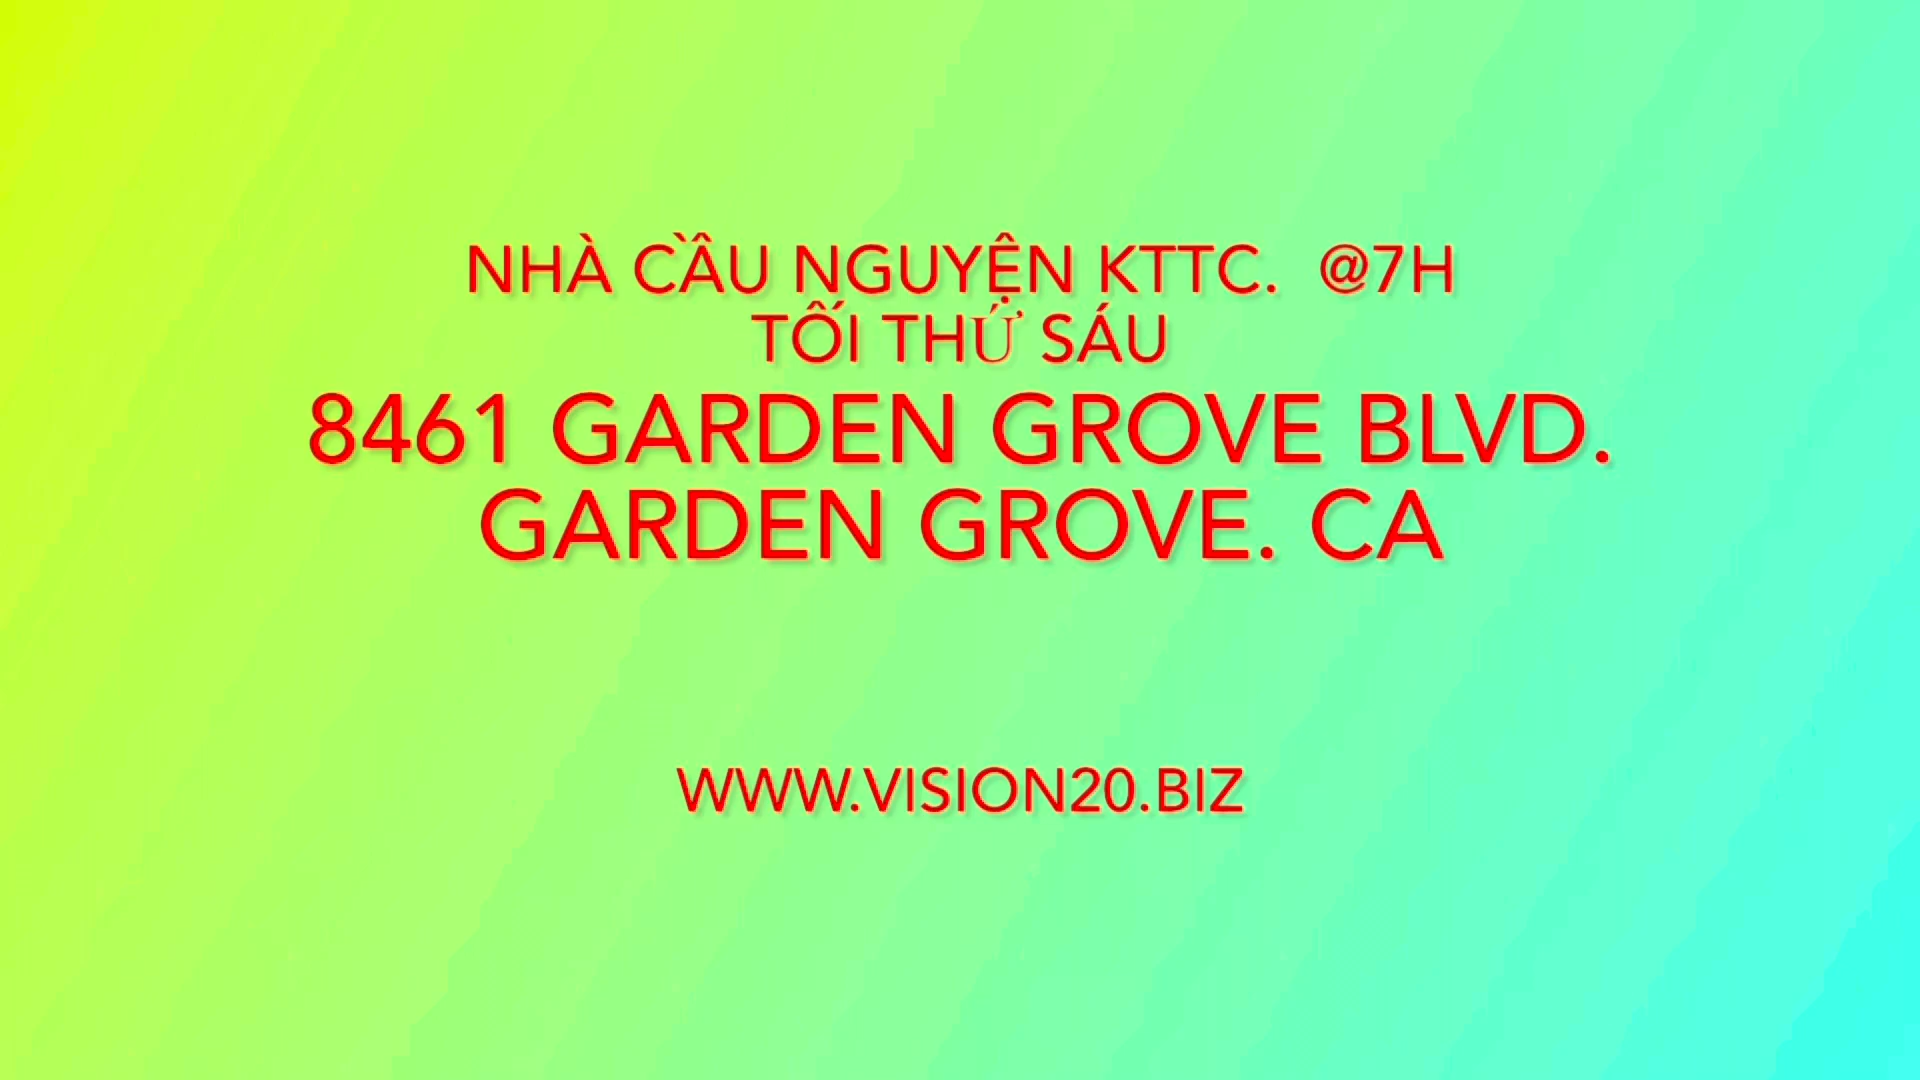 NHÀ CẦU NGUYỆN KTTC.  @7H
TỐI THỨ SÁU
8461 GARDEN GROVE BLVD.
GARDEN GROVE. CA
WWW.VISION20.BIZ